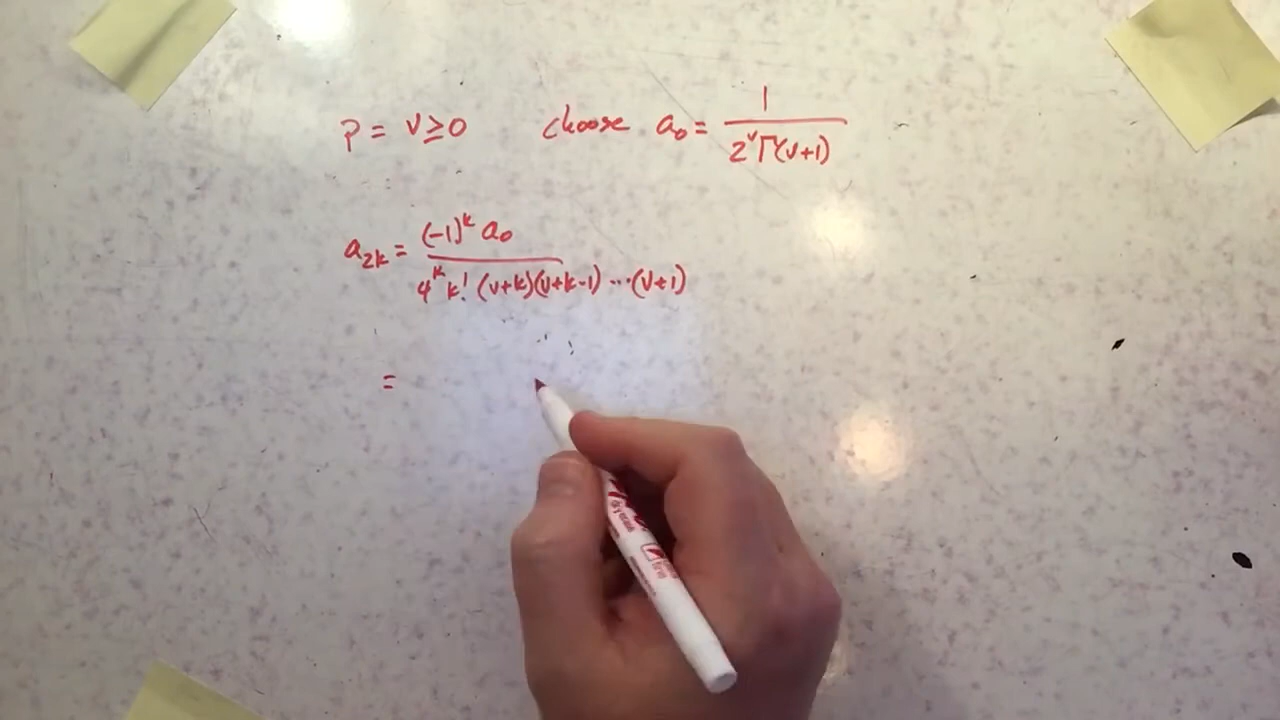 p = ν ≥ 0 choose a₀ = 1 / (2^ν Γ(ν+1))
a₂ₖ = (-1)^k a₀ / (4^k k! (ν+k)(ν+k-1) ⋯ (ν+1))
=